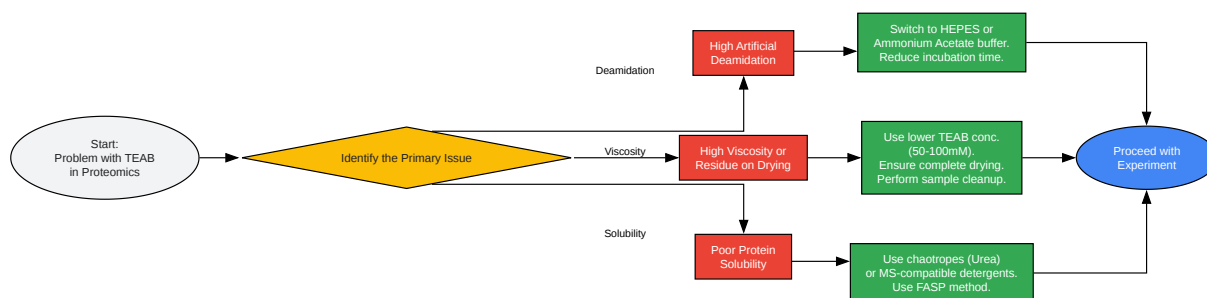 Start:
Problem with TEAB
in Proteomics
Identify the Primary Issue
Deamidation
High Artificial
Deamidation
Switch to HEPES or
Ammonium Acetate buffer.
Reduce incubation time.
Viscosity
High Viscosity or
Residue on Drying
Use lower TEAB conc.
(50-100mM).
Ensure complete drying.
Perform sample cleanup.
Solubility
Poor Protein
Solubility
Use chaotropes (Urea)
or MS-compatible detergents.
Use FASP method.
Proceed with
Experiment